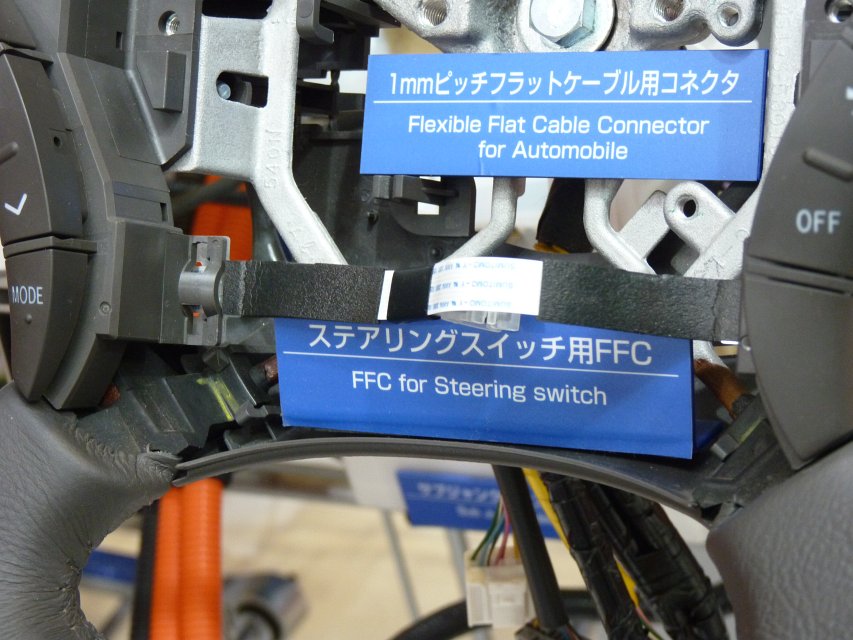 1mmピッチフラットケーブル用コネクタ
Flexible Flat Cable Connector
for Automobile
OFF
MODE
ステアリングスイッチ用FFC
FFC for Steering switch